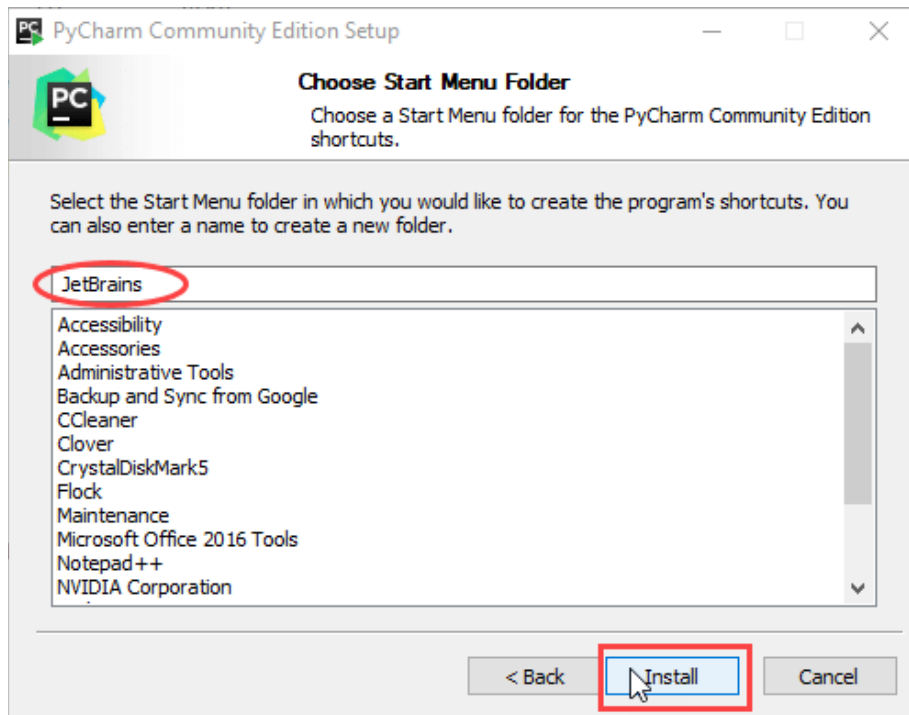 PyCharm Community Edition Setup
PC
Choose Start Menu Folder
Choose a Start Menu folder for the PyCharm Community Edition
shortcuts.
Select the Start Menu folder in which you would like to create the program's shortcuts. You
can also enter a name to create a new folder.
JetBrains
Accessibility
Accessories
Administrative Tools
Backup and Sync from Google
CCleaner
Clover
CrystalDiskMark5
Flock
Maintenance
Microsoft Office 2016 Tools
Notepad++
NVIDIA Corporation
< Back Install Cancel